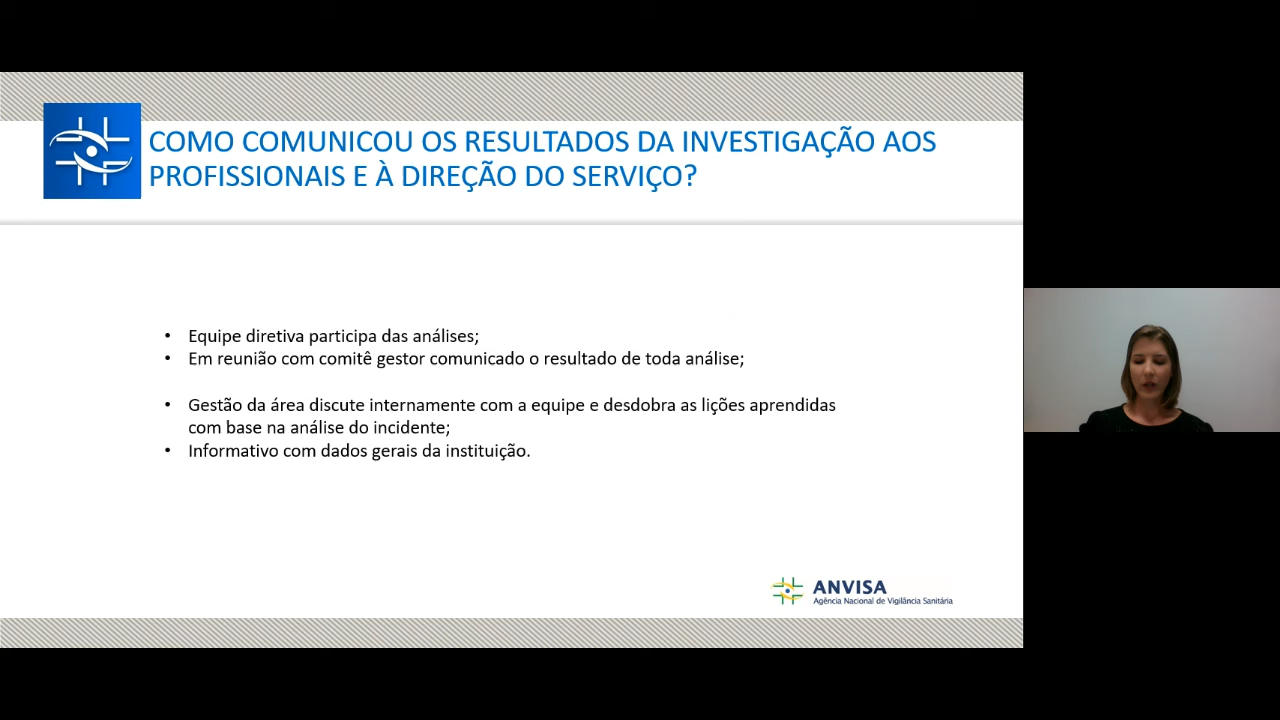 COMO COMUNICOU OS RESULTADOS DA INVESTIGAÇÃO AOS
PROFISSIONAIS E À DIREÇÃO DO SERVIÇO?
• Equipe diretiva participa das análises;
• Em reunião com comitê gestor comunicado o resultado de toda análise;
• Gestão da área discute internamente com a equipe e desdobra as lições aprendidas
com base na análise do incidente;
• Informativo com dados gerais da instituição.
ANVISA
Agência Nacional de Vigilância Sanitária